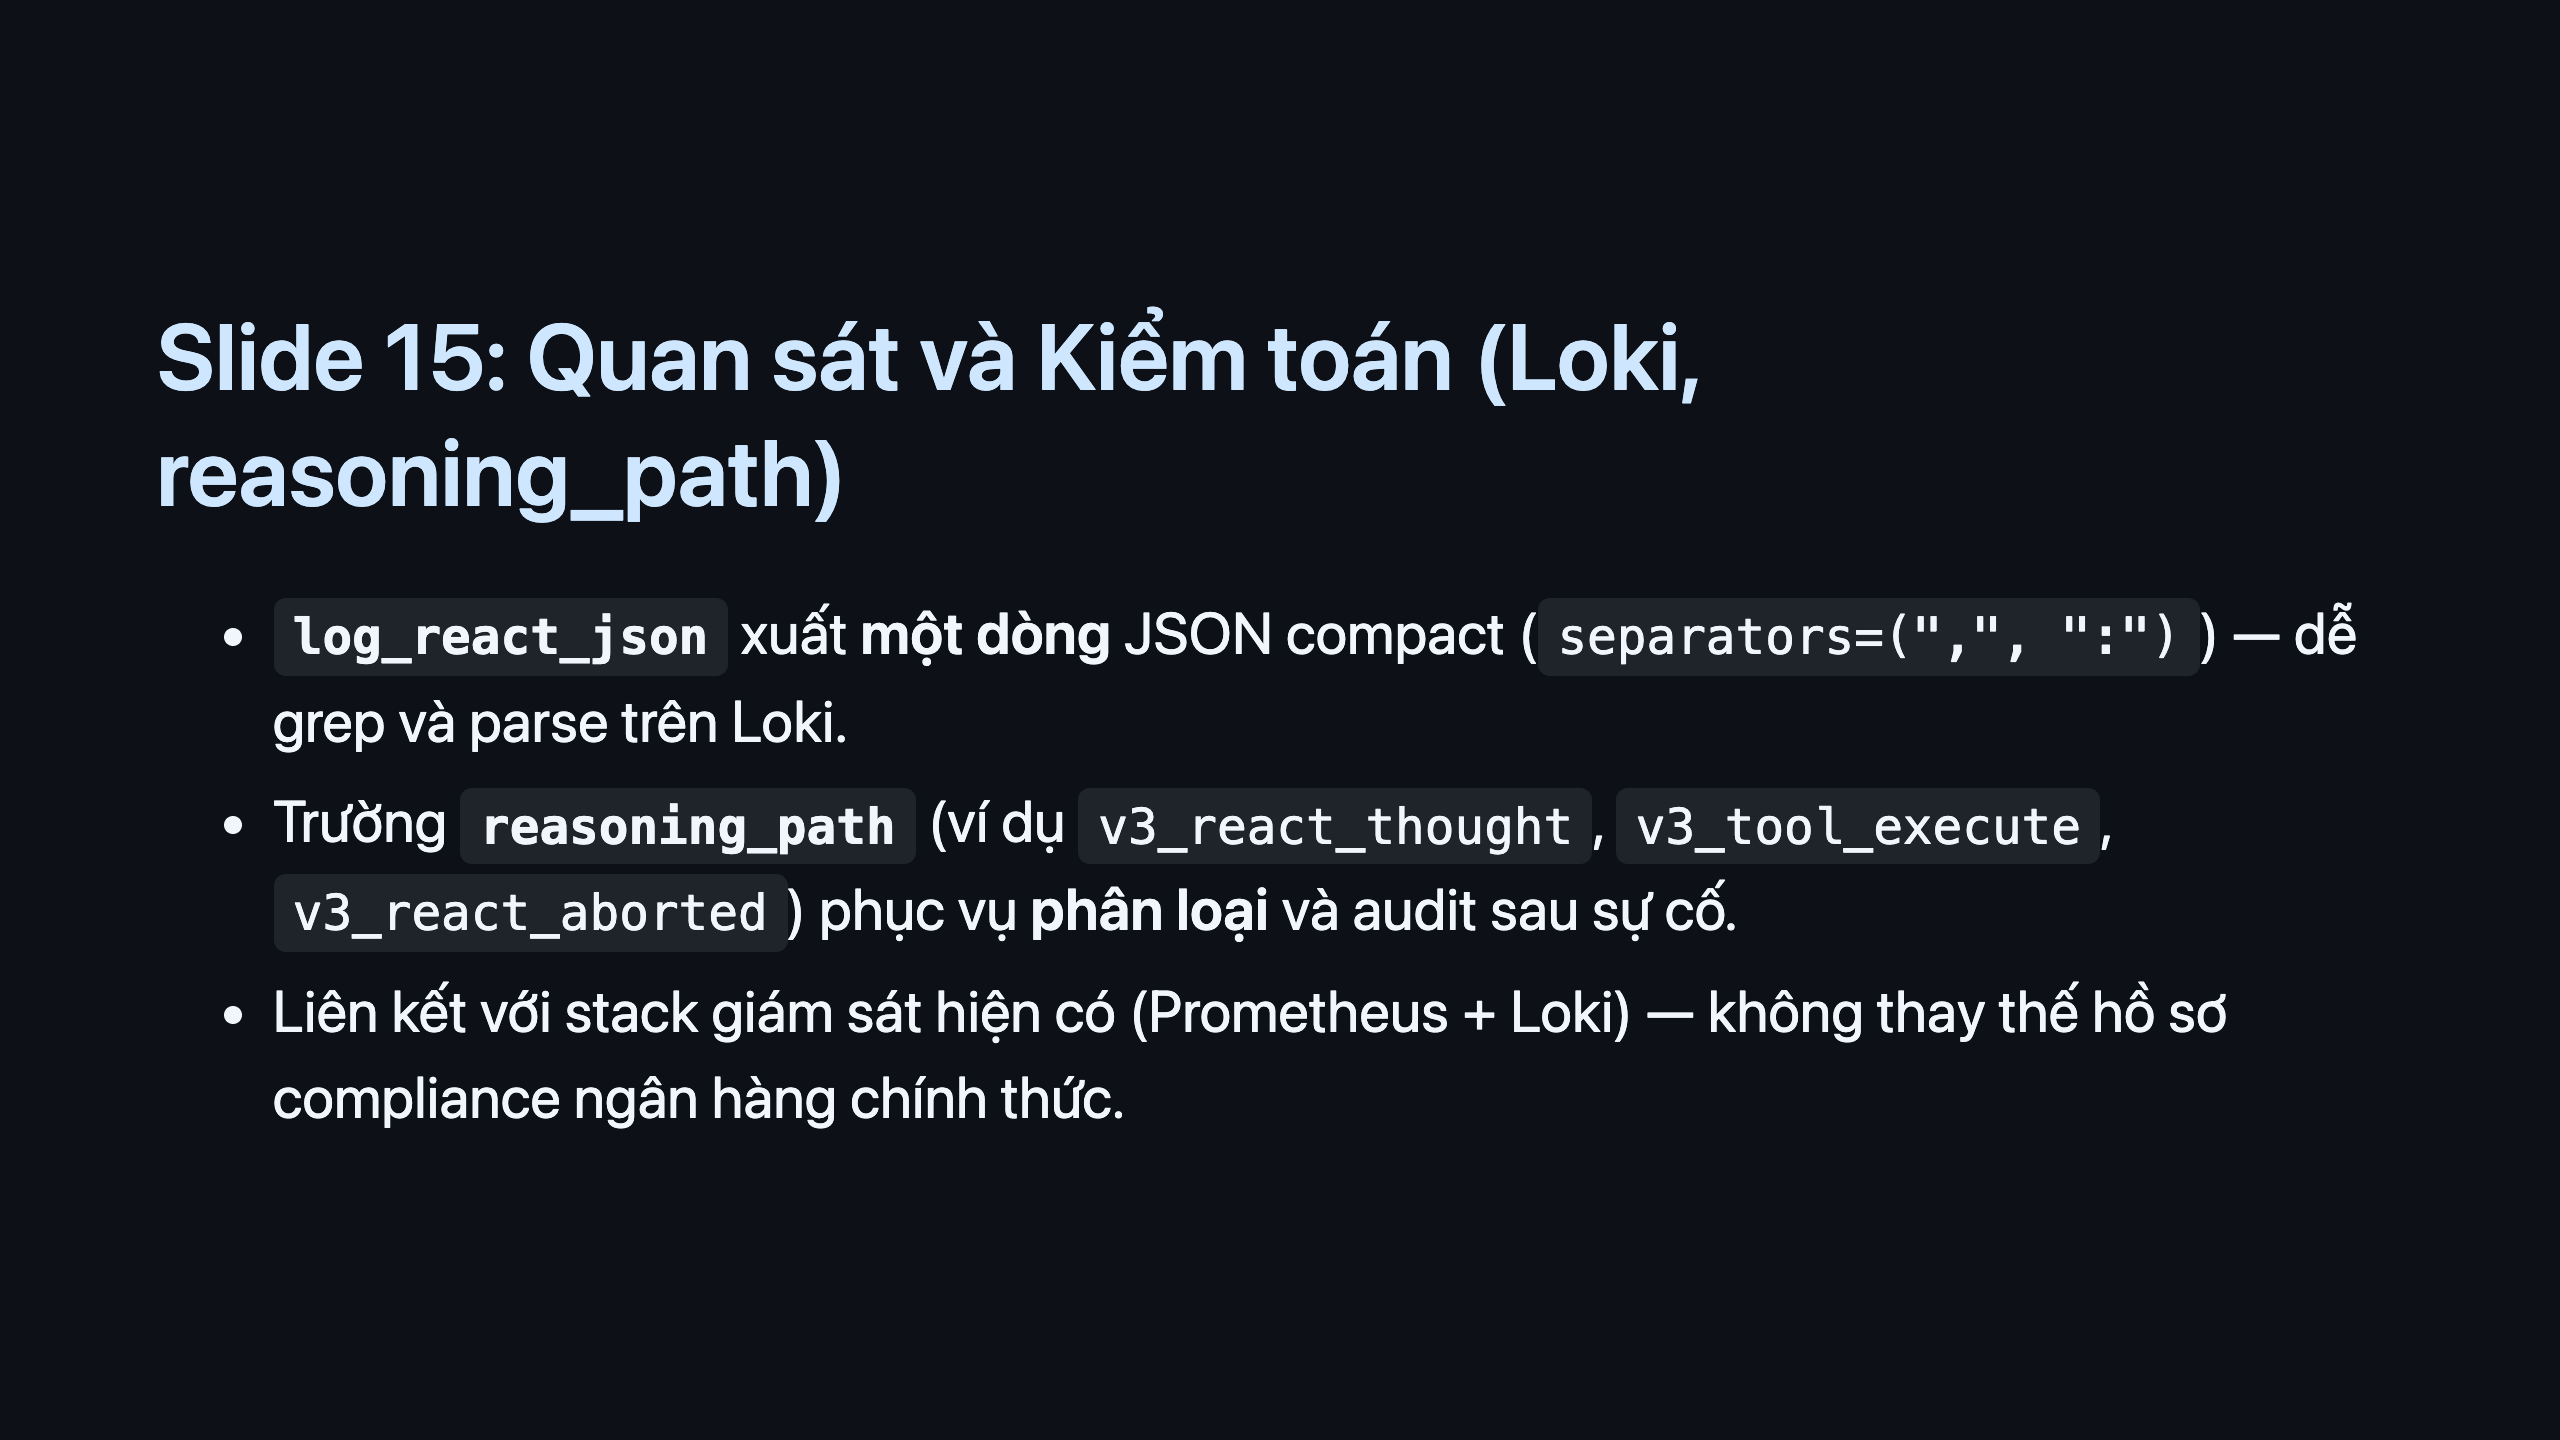 Slide 15: Quan sát và Kiểm toán (Loki,
reasoning_path)
• log_react_json xuất một dòng JSON compact ( separators=(",", ":") ) — dễ
grep và parse trên Loki.
• Trường reasoning_path (ví dụ v3_react_thought , v3_tool_execute ,
v3_react_aborted ) phục vụ phân loại và audit sau sự cố.
• Liên kết với stack giám sát hiện có (Prometheus + Loki) — không thay thế hồ sơ
compliance ngân hàng chính thức.